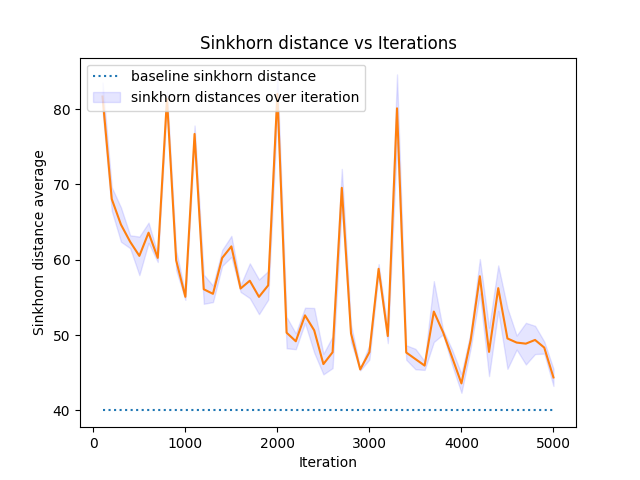 Sinkhorn distance vs Iterations
baseline sinkhorn distance
sinkhorn distances over iteration
Sinkhorn distance average
80
70
60
50
40
0 1000 2000 3000 4000 5000
Iteration